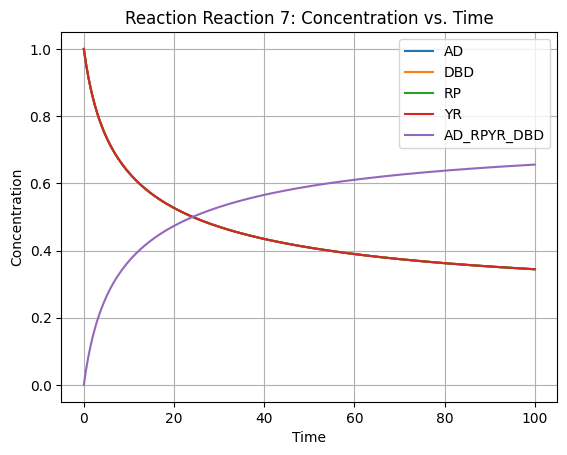 Reaction Reaction 7: Concentration vs. Time
AD
DBD
RP
YR
AD_RPYR_DBD
Concentration
1.0
0.8
0.6
0.4
0.2
0.0
0
20
40
60
80
100
Time